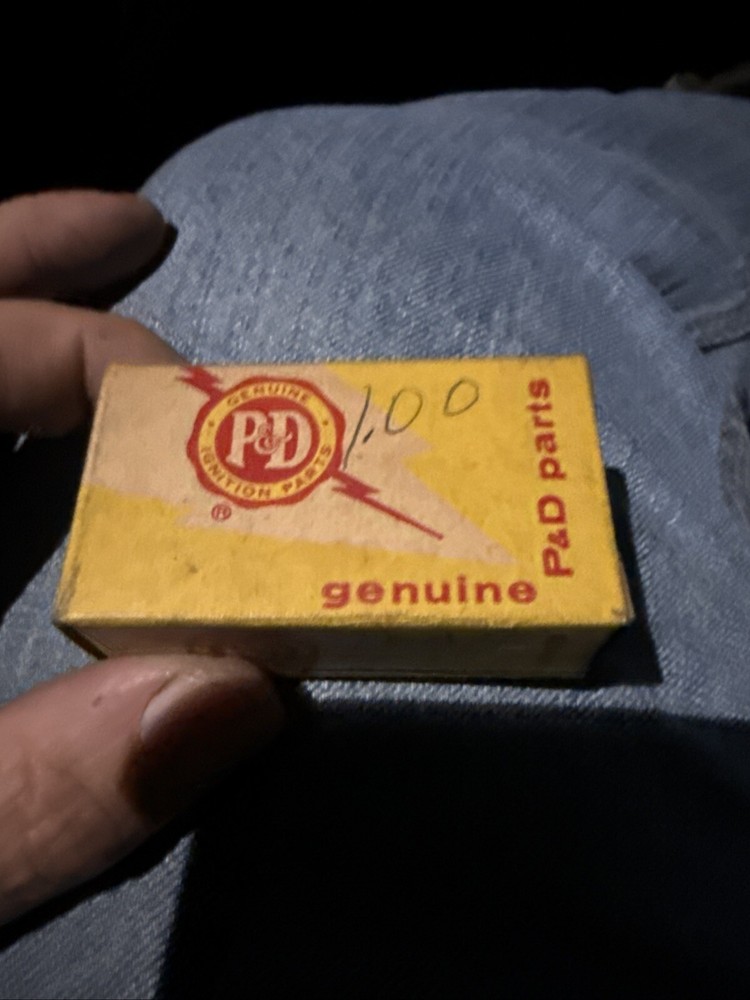 GENUINE
P&D
IGNITION PARTS
®
1.00
genuine
P&D parts